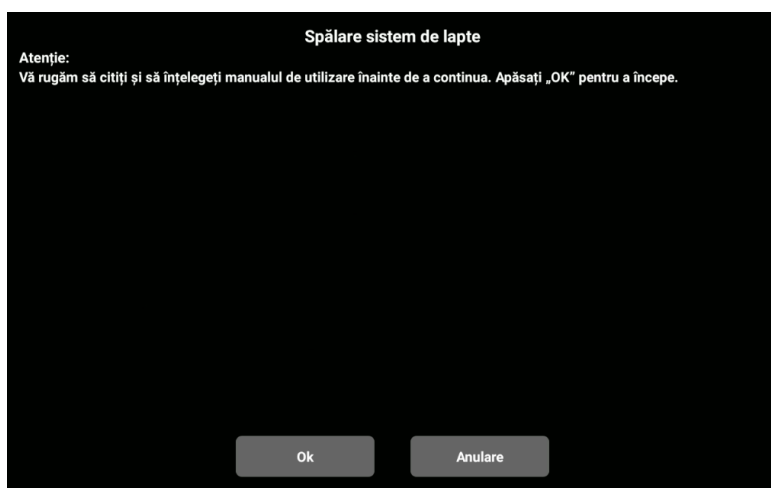 Spălare sistem de lapte
Atenție:
Vă rugăm să citiți și să înțelegeți manualul de utilizare înainte de a continua. Apăsați „OK” pentru a începe.
Ok
Anulare